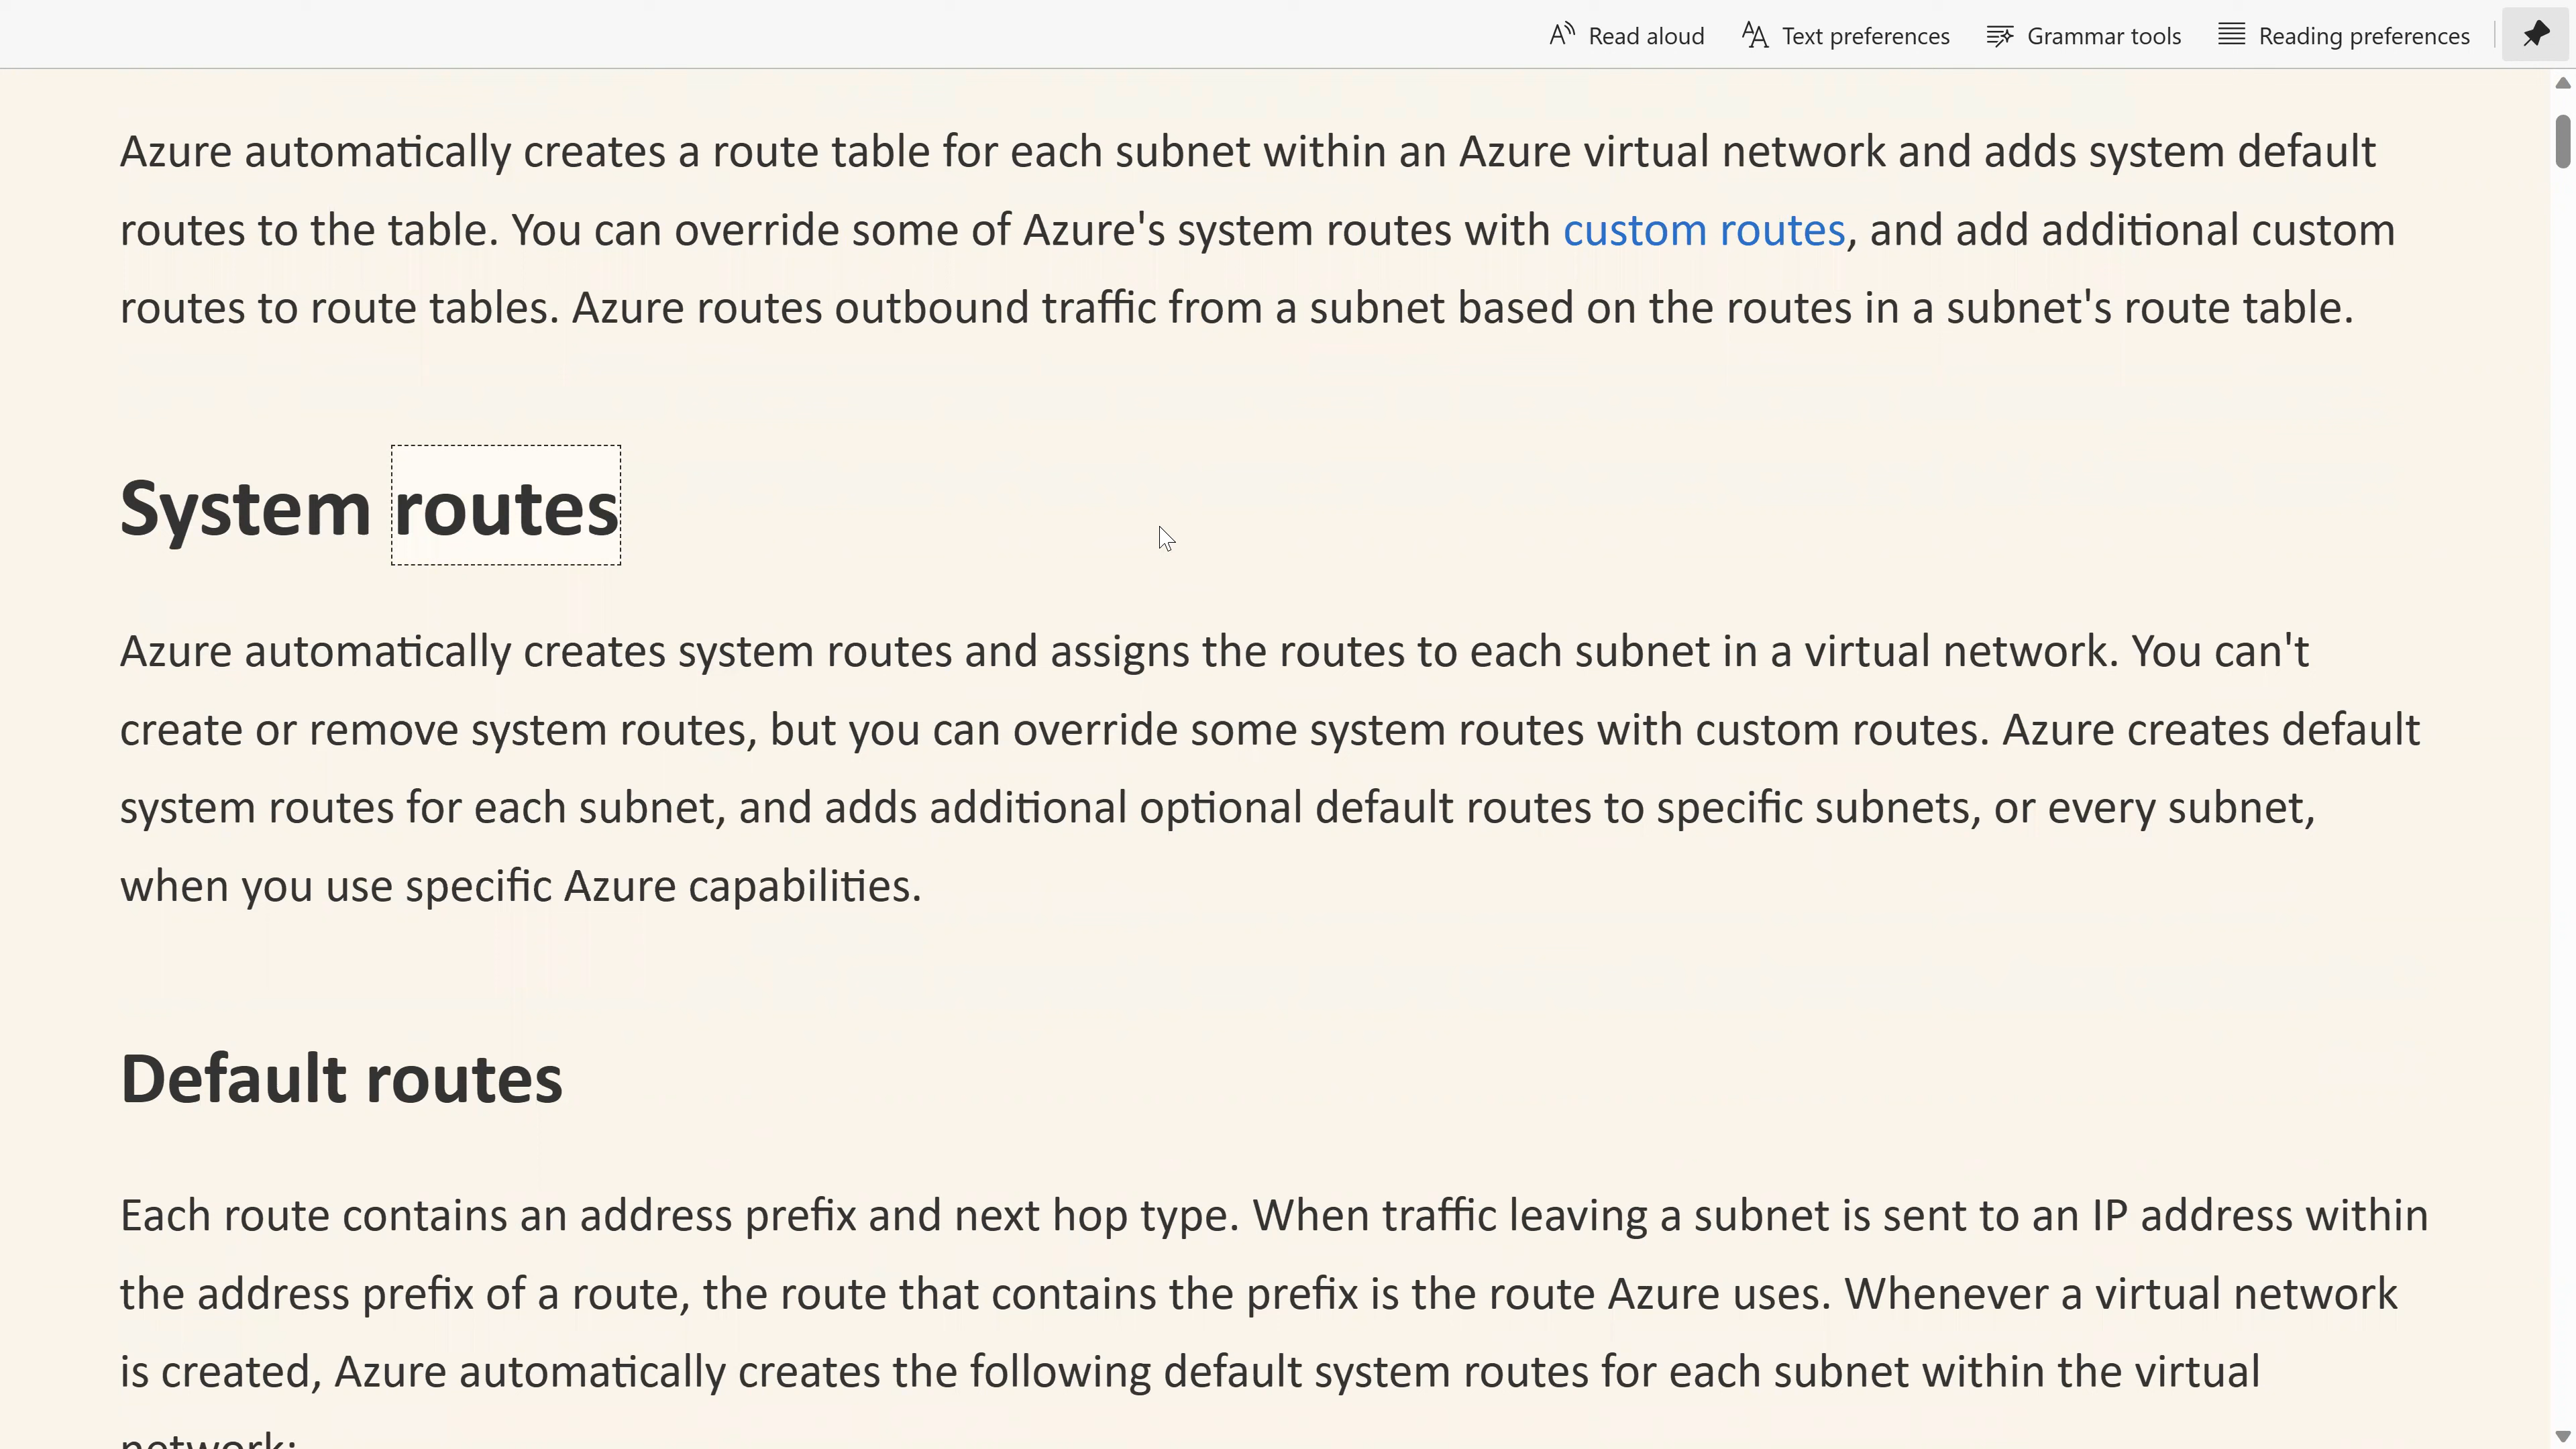 Read aloud Text preferences Grammar tools Reading preferences
Azure automatically creates a route table for each subnet within an Azure virtual network and adds system default
routes to the table. You can override some of Azure's system routes with custom routes, and add additional custom
routes to route tables. Azure routes outbound traffic from a subnet based on the routes in a subnet's route table.
System routes
Azure automatically creates system routes and assigns the routes to each subnet in a virtual network. You can't
create or remove system routes, but you can override some system routes with custom routes. Azure creates default
system routes for each subnet, and adds additional optional default routes to specific subnets, or every subnet,
when you use specific Azure capabilities.
Default routes
Each route contains an address prefix and next hop type. When traffic leaving a subnet is sent to an IP address within
the address prefix of a route, the route that contains the prefix is the route Azure uses. Whenever a virtual network
is created, Azure automatically creates the following default system routes for each subnet within the virtual
network: